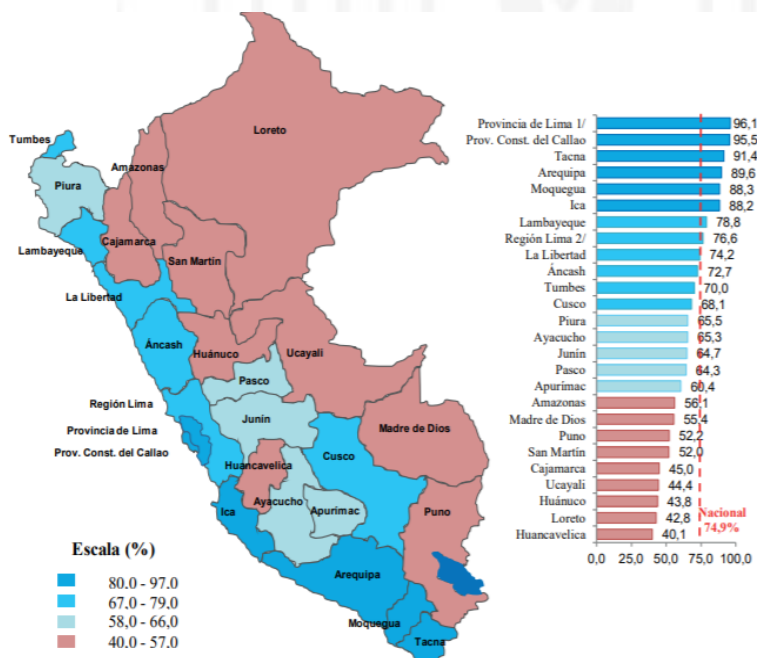 Loreto
Tumbes
Amazonas
Piura
Cajamarca
Lambayeque
San Martín
La Libertad
Áncash
Huánuco
Ucayali
Pasco
Región Lima
Junín
Provincia de Lima
Madre de Dios
Prov. Const. del Callao
Huancavelica
Cusco
Ayacucho
Ica
Apurímac
Puno
Arequipa
Moquegua
Tacna
Escala (%)
80.0 - 97.0
67.0 - 79.0
58,0 - 66,0
40.0 - 57.0
Provincia de Lima 1/ 96,1
Prov. Const. del Callao 95,5
Tacna 91,4
Arequipa 89,6
Moquegua 88,3
Ica 88,2
Lambayeque 78,8
Región Lima 2/ 76,6
La Libertad 74,2
Áncash 72,7
Tumbes 70,0
Cusco 68,1
Piura 65,5
Ayacucho 65,3
Junín 64,7
Pasco 64,3
Apurímac 60,4
Amazonas 56,1
Madre de Dios 55,4
Puno 52,2
San Martín 52,0
Cajamarca 45,0
Ucayali 44,4
Huánuco 43,8
Loreto 42,8
Huancavelica 40,1
Nacional
74,9%
0,0 25,0 50,0 75,0 100,0